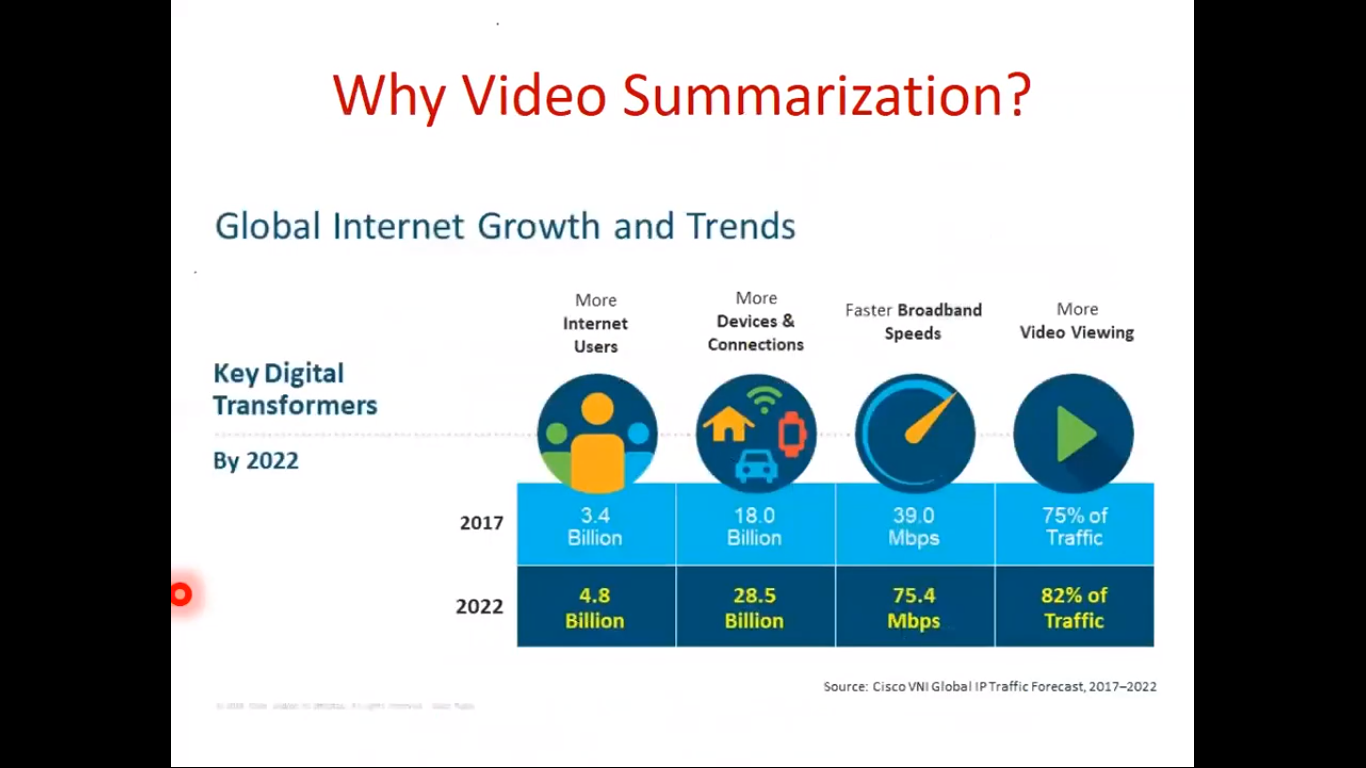 Why Video Summarization?
Global Internet Growth and Trends
More
Internet
Users
More
Devices &
Connections
Faster Broadband
Speeds
More
Video Viewing
Key Digital
Transformers
By 2022
2017
3.4
Billion
18.0
Billion
39.0
Mbps
75% of
Traffic
2022
4.8
Billion
28.5
Billion
75.4
Mbps
82% of
Traffic
Source: Cisco VNI Global IP Traffic Forecast, 2017–2022